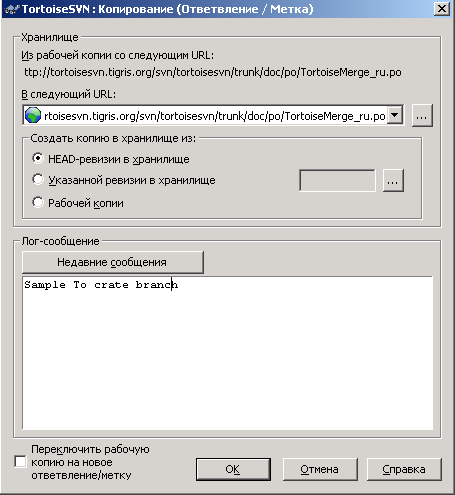 TortoiseSVN : Копирование (Ответвление / Метка)
Хранилище
Из рабочей копии со следующим URL:
ttp://tortoisesvn.tigris.org/svn/tortoisesvn/trunk/doc/po/TortoiseMerge_ru.po
В следующий URL:
rtoisesvn.tigris.org/svn/tortoisesvn/trunk/doc/po/TortoiseMerge_ru.po
...
Создать копию в хранилище из:
HEAD-ревизии в хранилище
Указанной ревизии в хранилище
...
Рабочей копии
Лог-сообщение
Недавние сообщения
Sample To crate branch
Переключить рабочую
копию на новое
ответвление/метку
OK
Отмена
Справка